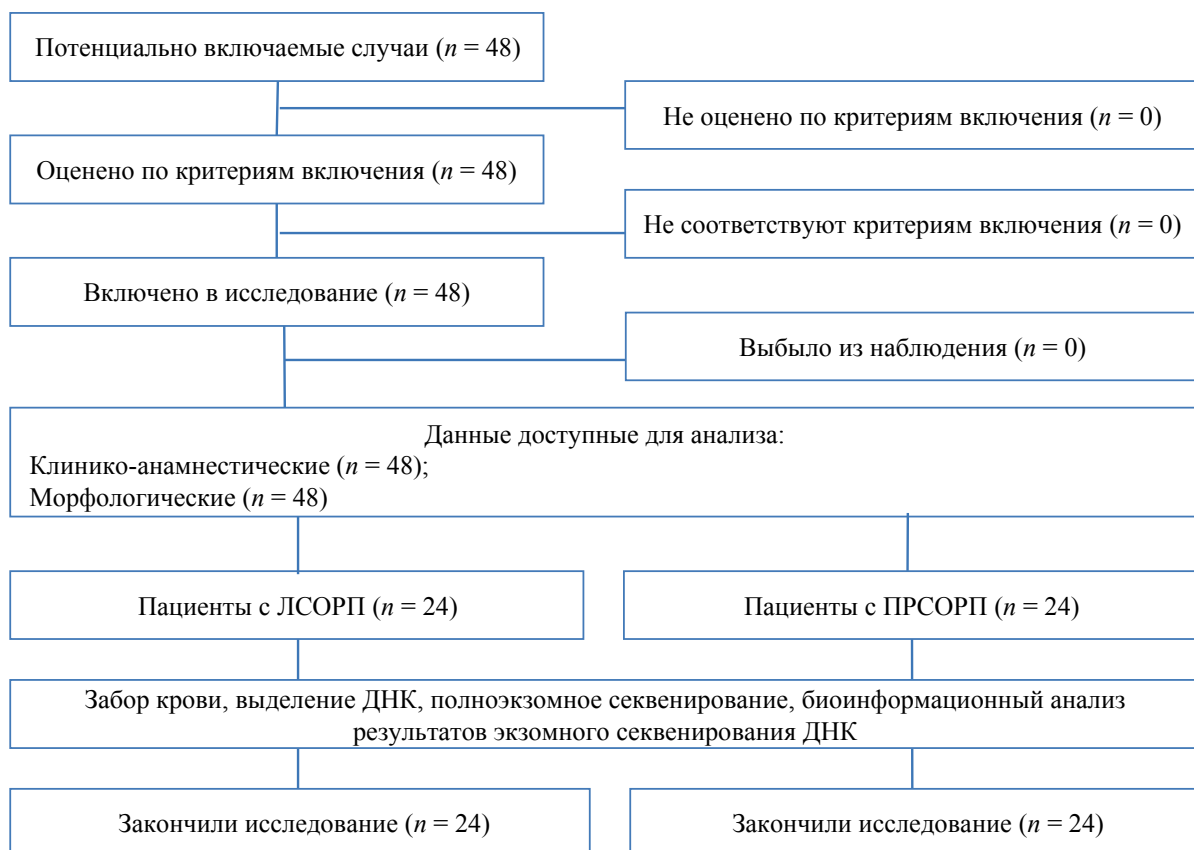 Потенциально включаемые случаи (n = 48)
Не оценено по критериям включения (n = 0)
Оценено по критериям включения (n = 48)
Не соответствуют критериям включения (n = 0)
Включено в исследование (n = 48)
Выбыло из наблюдения (n = 0)
Данные доступные для анализа:
Клинико-анамнестические (n = 48);
Морфологические (n = 48)
Пациенты с ЛСОРП (n = 24)
Пациенты с ПРСОРП (n = 24)
Забор крови, выделение ДНК, полноэкзомное секвенирование, биоинформационный анализ
результатов экзомного секвенирования ДНК
Закончили исследование (n = 24)
Закончили исследование (n = 24)